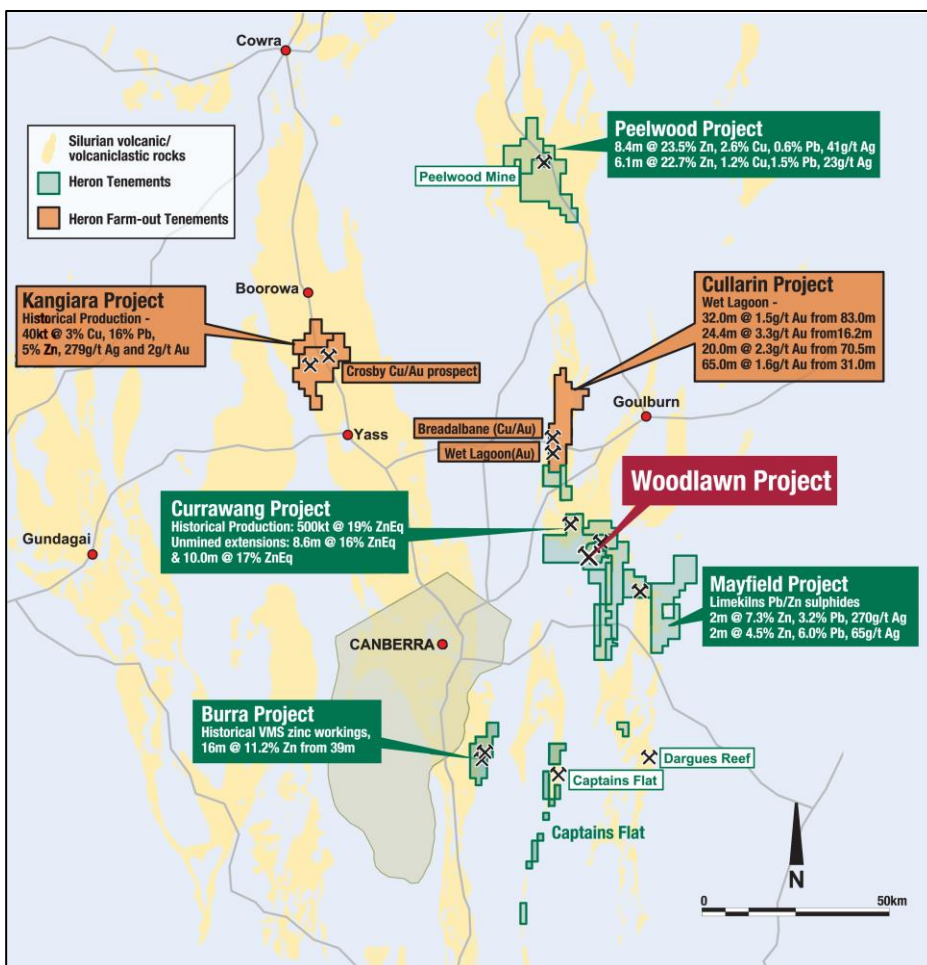 Cowra
Silurian volcanic/
volcaniclastic rocks
Heron Tenements
Heron Farm-out Tenements
Peelwood Project
8.4m @ 23.5% Zn, 2.6% Cu, 0.6% Pb, 41g/t Ag
6.1m @ 22.7% Zn, 1.2% Cu,1.5% Pb, 23g/t Ag
Peelwood Mine
Boorowa
Kangiara Project
Historical Production -
40kt @ 3% Cu, 16% Pb,
5% Zn, 279g/t Ag and 2g/t Au
Crosby Cu/Au prospect
Cullarin Project
Wet Lagoon -
32.0m @ 1.5g/t Au from 83.0m
24.4m @ 3.3g/t Au from16.2m
20.0m @ 2.3g/t Au from 70.5m
65.0m @ 1.6g/t Au from 31.0m
Goulburn
Yass
Breadalbane (Cu/Au)
Wet Lagoon(Au)
Woodlawn Project
Currawang Project
Historical Production: 500kt @ 19% ZnEq
Unmined extensions: 8.6m @ 16% ZnEq
& 10.0m @ 17% ZnEq
Gundagai
Mayfield Project
Limekilns Pb/Zn sulphides
2m @ 7.3% Zn, 3.2% Pb, 270g/t Ag
2m @ 4.5% Zn, 6.0% Pb, 65g/t Ag
CANBERRA
Burra Project
Historical VMS zinc workings,
16m @ 11.2% Zn from 39m
Dargues Reef
Captains Flat
Captains Flat
N
0 50km